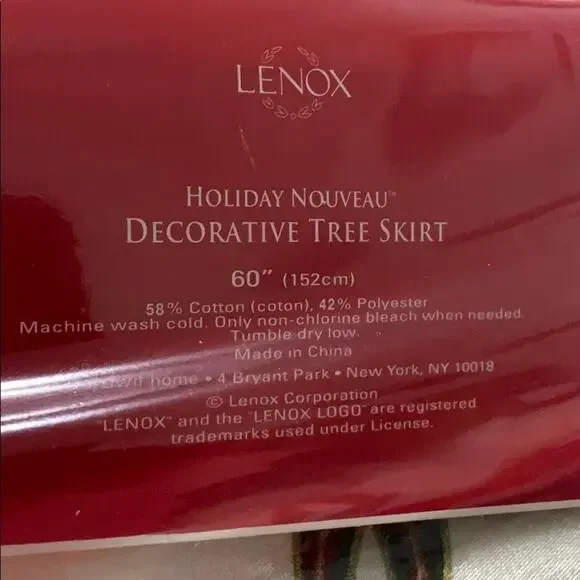 LENOX
HOLIDAY NOUVEAU™
DECORATIVE TREE SKIRT
60" (152cm)
58% Cotton (coton), 42% Polyester
Machine wash cold. Only non-chlorine bleach when needed.
Tumble dry low.
Made in China
home • 4 Bryant Park • New York, NY 10018
© Lenox Corporation
"LENOX" and the "LENOX LOGO" are registered
trademarks used under License.